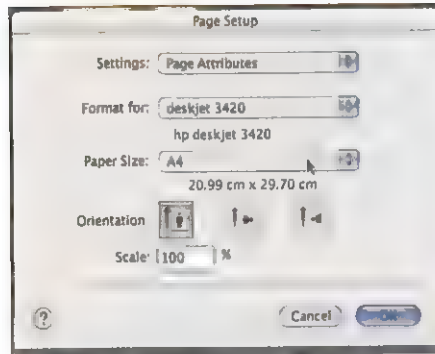 Page Setup
Settings: Page Attributes
Format for: deskjet 3420
hp deskjet 3420
Paper Size: A4
20.99 cm x 29.70 cm
Orientation
Scale: 100 %
? Cancel OK